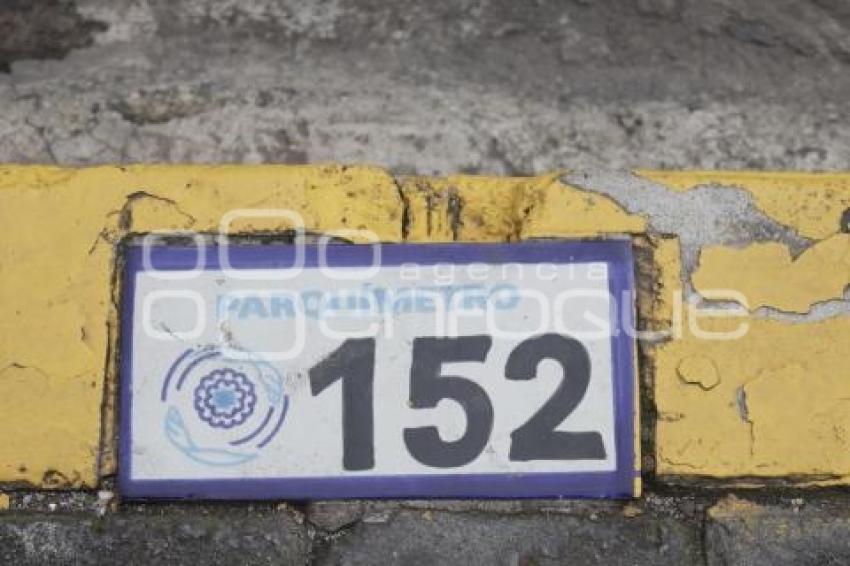 agencia
enfoque
PARQUÍMETRO
152